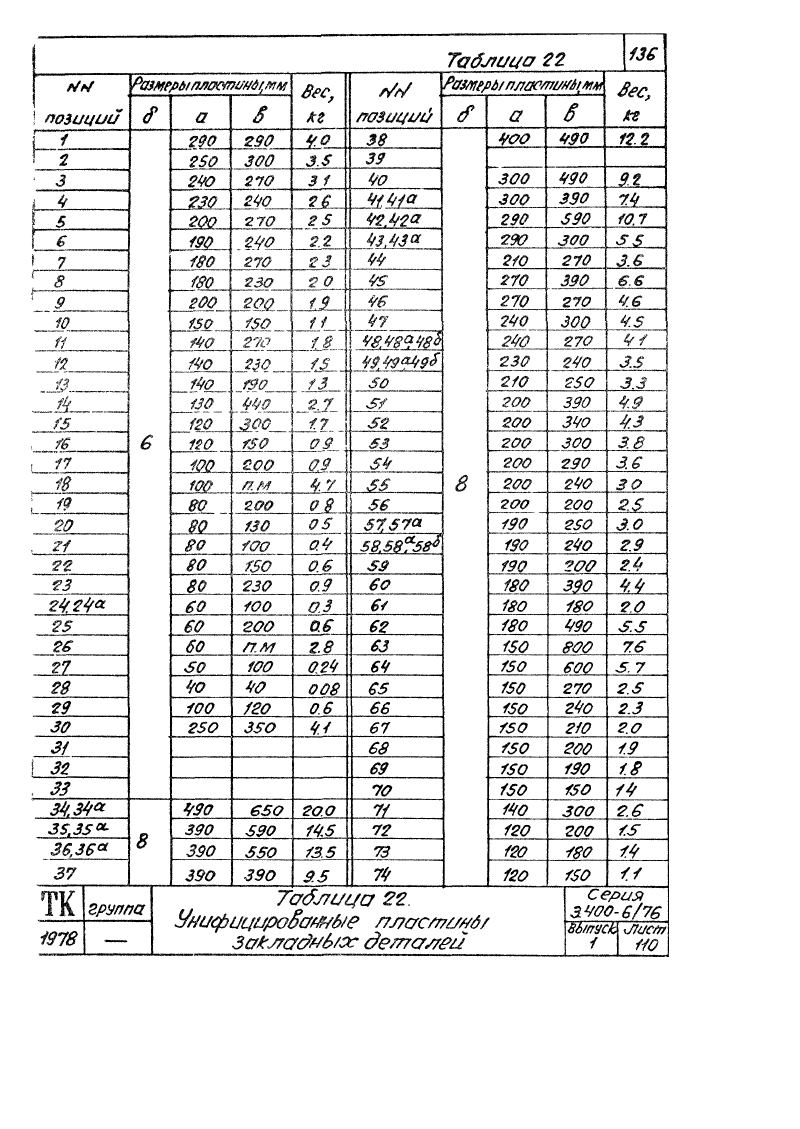 Таблица 22 136
NN позиций Размеры пластины, мм Вес, кг NN позиций Размеры пластины, мм Вес, кг
δ a в δ a в
1 290 290 4.0 38 400 490 12.2
2 250 300 3.5 39
3 240 270 3 1 40 300 490 9.2
4 230 240 2 6 41,41а 300 390 7.4
5 200 270 2 5 42,42а 290 590 10.7
6 190 240 2.2 43,43а 290 300 5 5
7 180 270 2 3 44 210 270 3.6
8 180 230 2 0 45 270 390 6.6
9 200 200 1.9 46 270 270 4.6
10 150 150 1 1 47 240 300 4.5
11 140 270 1.8 48,48а,48б 240 270 4 1
12 140 230 1.5 49,49а,49б 230 240 3.5
13 140 190 1.3 50 210 250 3.3
14 130 440 2.7 51 200 390 4.9
15 120 300 1.7 52 200 340 4.3
16 6 120 150 0.9 53 200 300 3.8
17 100 200 0.9 54 200 290 3.6
18 100 п.м 4.7 55 8 200 240 3 0
19 80 200 0 8 56 200 200 2.5
20 80 130 0.5 57,57а 190 250 3.0
21 80 100 0.4 58,58а,58б 190 240 2.9
22 80 150 0.6 59 190 200 2.4
23 80 230 0.9 60 180 390 4.4
24,24а 60 100 0.3 61 180 180 2.0
25 60 200 0.6 62 180 490 5.5
26 60 п.м 2.8 63 150 800 7.6
27 50 100 0.24 64 150 600 5.7
28 40 40 0.08 65 150 270 2.5
29 100 120 0.6 66 150 240 2.3
30 250 350 4.1 67 150 210 2.0
31 68 150 200 1.9
32 69 150 190 1.8
33 70 150 150 1 4
34,34а 490 650 20.0 71 140 300 2.6
35,35а 8 390 590 14.5 72 120 200 1.5
36,36а 390 550 13.5 73 120 180 1.4
37 390 390 9.5 74 120 150 1.1
ТК группа Таблица 22. Серия
Унифицированные пластины 3.400-6/76
закладных деталей
1978 — Выпуск 1 Лист 110